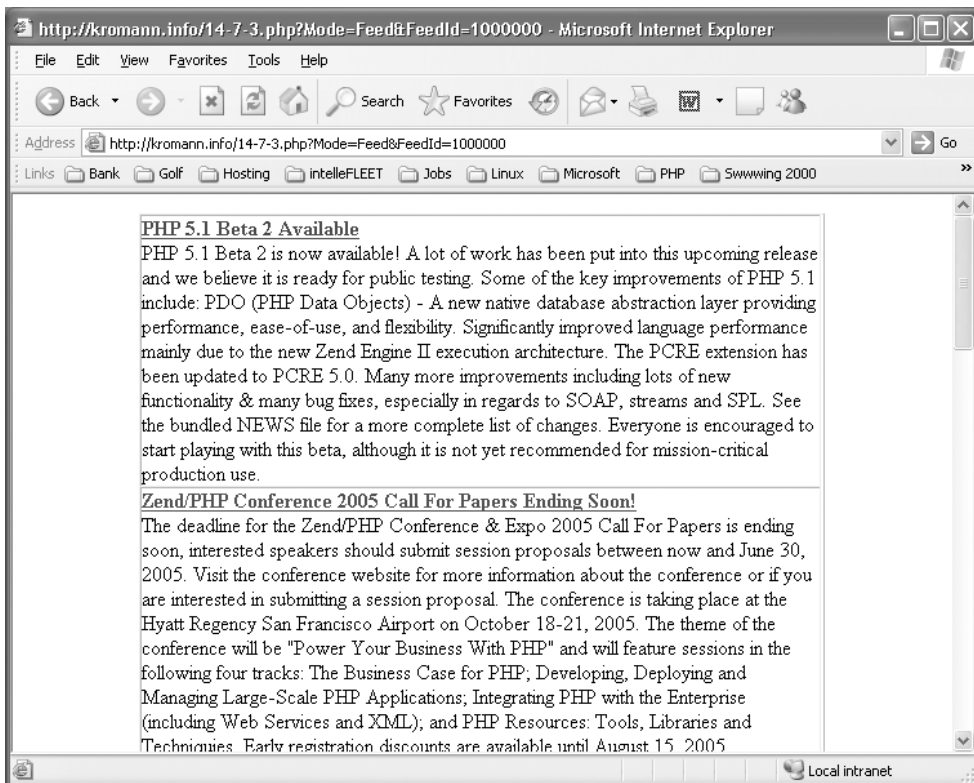 http://kromann.info/14-7-3.php?Mode=Feed&FeedId=1000000 - Microsoft Internet Explorer
File Edit View Favorites Tools Help
Back Search Favorites W
Address http://kromann.info/14-7-3.php?Mode=Feed&FeedId=1000000 Go
Links Bank Golf Hosting intelleFLEET Jobs Linux Microsoft PHP Swwwing 2000 »
PHP 5.1 Beta 2 Available
PHP 5.1 Beta 2 is now available! A lot of work has been put into this upcoming release
and we believe it is ready for public testing. Some of the key improvements of PHP 5.1
include: PDO (PHP Data Objects) - A new native database abstraction layer providing
performance, ease-of-use, and flexibility. Significantly improved language performance
mainly due to the new Zend Engine II execution architecture. The PCRE extension has
been updated to PCRE 5.0. Many more improvements including lots of new
functionality & many bug fixes, especially in regards to SOAP, streams and SPL. See
the bundled NEWS file for a more complete list of changes. Everyone is encouraged to
start playing with this beta, although it is not yet recommended for mission-critical
production use.
Zend/PHP Conference 2005 Call For Papers Ending Soon!
The deadline for the Zend/PHP Conference & Expo 2005 Call For Papers is ending
soon, interested speakers should submit session proposals between now and June 30,
2005. Visit the conference website for more information about the conference or if you
are interested in submitting a session proposal. The conference is taking place at the
Hyatt Regency San Francisco Airport on October 18-21, 2005. The theme of the
conference will be "Power Your Business With PHP" and will feature sessions in the
following four tracks: The Business Case for PHP; Developing, Deploying and
Managing Large-Scale PHP Applications; Integrating PHP with the Enterprise
(including Web Services and XML); and PHP Resources: Tools, Libraries and
Techniques. Early registration discounts are available until August 15, 2005.
Local intranet